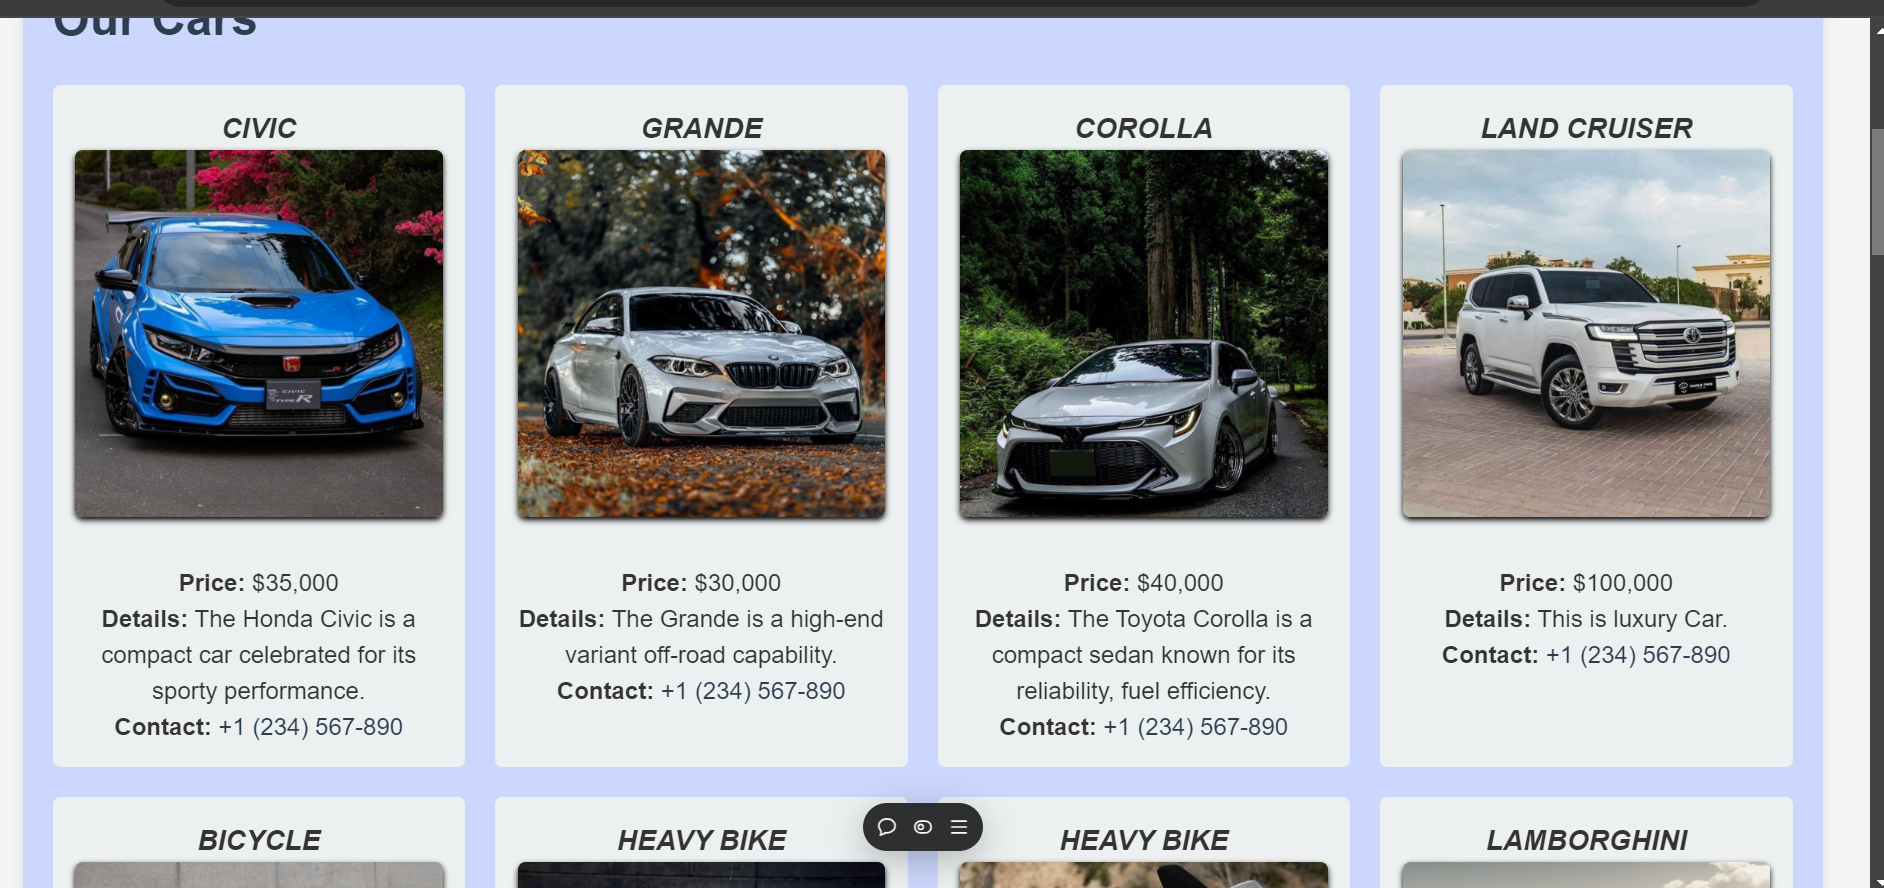 Our Cars
CIVIC
CIVIC
TYPE R
Price: $35,000
Details: The Honda Civic is a
compact car celebrated for its
sporty performance.
Contact: +1 (234) 567-890
GRANDE
Price: $30,000
Details: The Grande is a high-end
variant off-road capability.
Contact: +1 (234) 567-890
COROLLA
Price: $40,000
Details: The Toyota Corolla is a
compact sedan known for its
reliability, fuel efficiency.
Contact: +1 (234) 567-890
LAND CRUISER
Price: $100,000
Details: This is luxury Car.
Contact: +1 (234) 567-890
BICYCLE
HEAVY BIKE
HEAVY BIKE
LAMBORGHINI